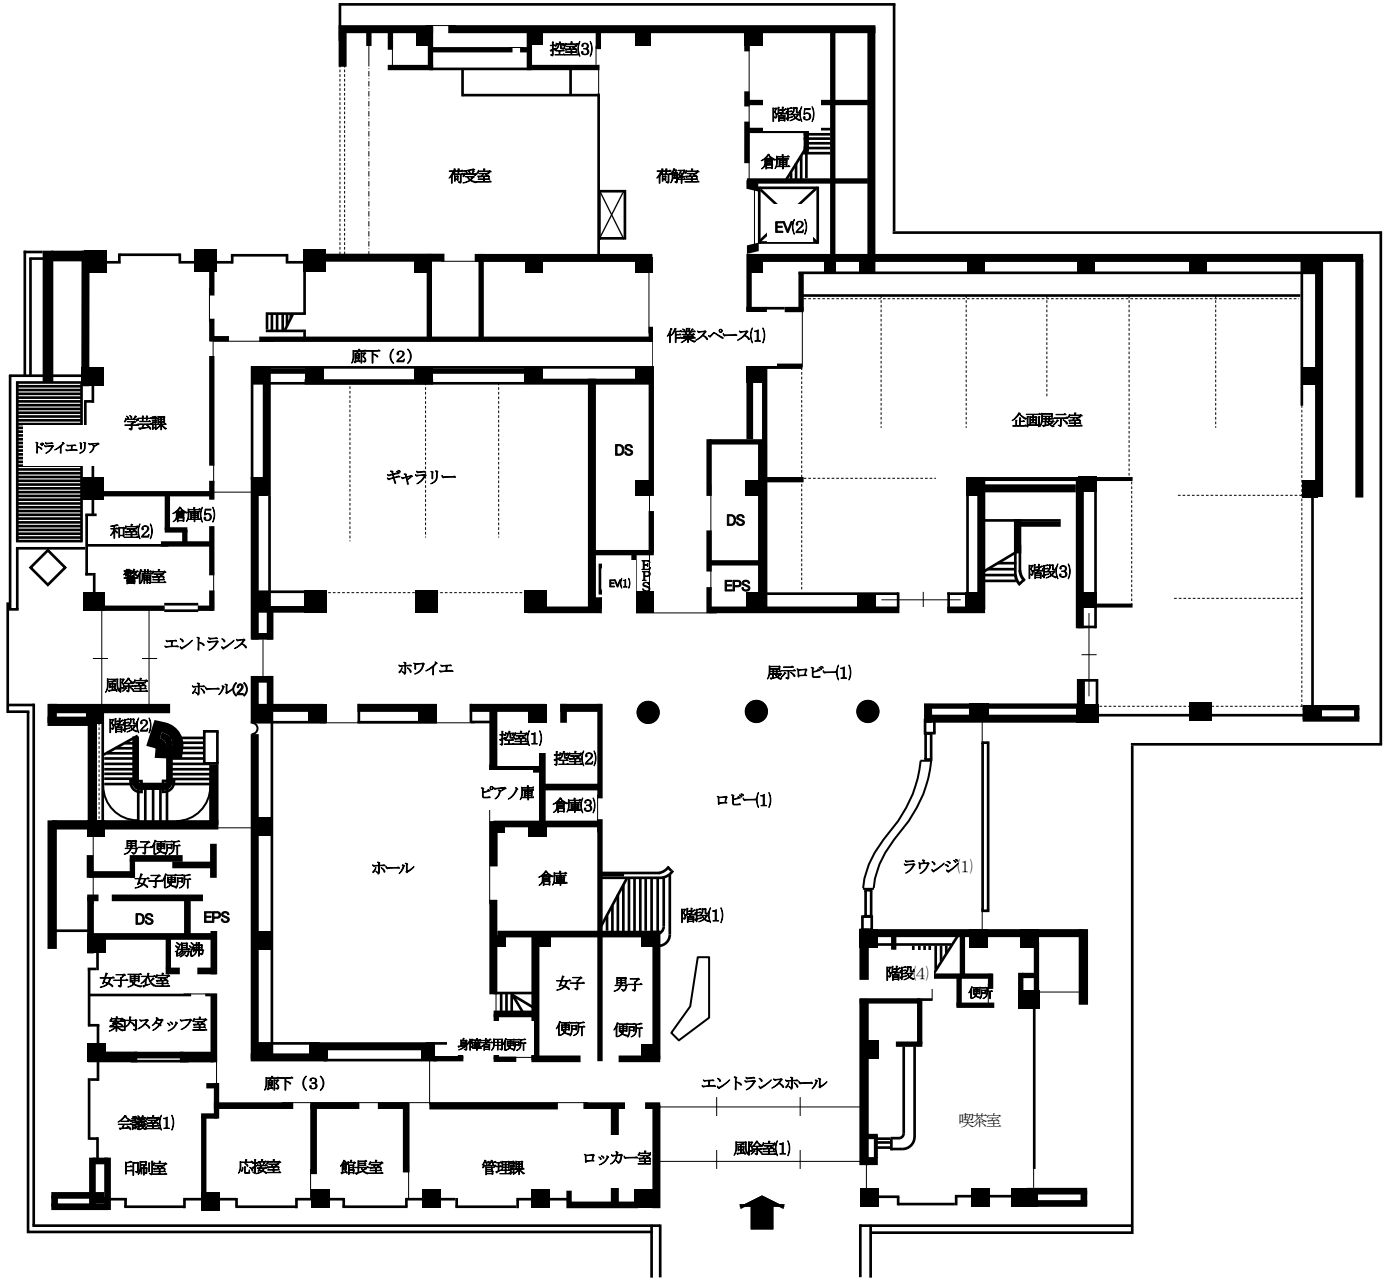 控室(3)
階段(5)
倉庫
荷受室
荷解室
EV(2)
作業スペース(1)
廊下（2）
学芸課
企画展示室
ドライエリア
ギャラリー
DS
倉庫(5)
和室(2)
DS
警備室
EV(1)
EPS
EPS
階段(3)
エントランス
ホール(2)
ホワイエ
展示ロビー(1)
風除室
階段(2)
控室(1)
控室(2)
ピアノ庫
倉庫(3)
ロビー(1)
男子便所
女子便所
ホール
倉庫
ラウンジ(1)
DS
EPS
階段(1)
湯沸
女子更衣室
女子
便所
男子
便所
階段(4)
便所
案内スタッフ室
身障者用便所
廊下（3）
エントランスホール
会議室(1)
喫茶室
印刷室
応接室
館長室
管理課
ロッカー室
風除室(1)